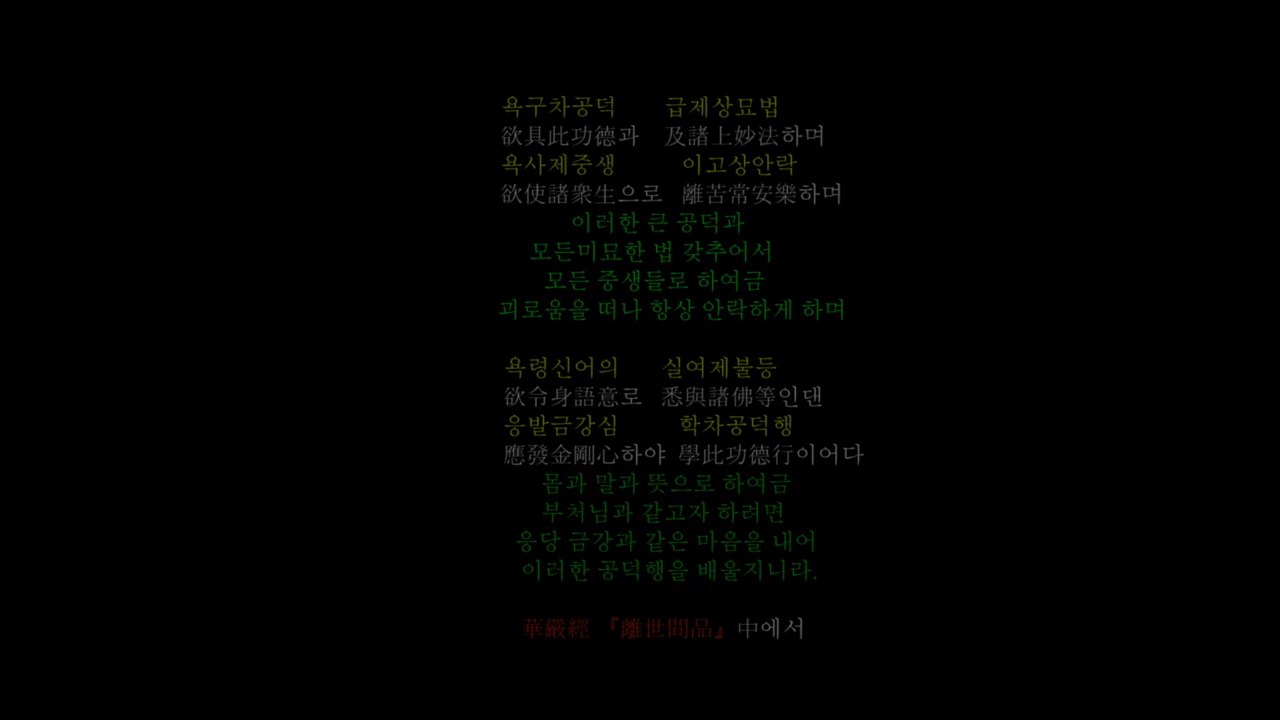 욕구차공덕 급제상묘법
欲具此功德과 及諸上妙法하며
욕사제중생 이고상안락
欲使諸衆生으로 離苦常安樂하며
이러한 큰 공덕과
모든미묘한 법 갖추어서
모든 중생들로 하여금
괴로움을 떠나 항상 안락하게 하며
욕령신어의 실여제불등
欲令身語意로 悉與諸佛等인댄
응발금강심 학차공덕행
應發金剛心하야 學此功德行이어다
몸과 말과 뜻으로 하여금
부처님과 같고자 하려면
응당 금강과 같은 마음을 내어
이러한 공덕행을 배울지니라.
華嚴經 『離世間品』 中에서